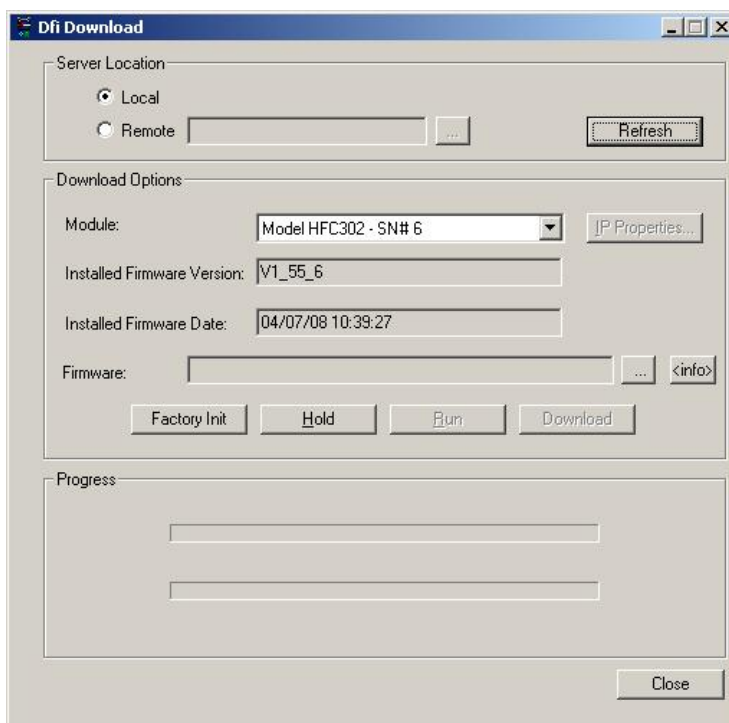 Dfi Download
Server Location
Local
Remote ... Refresh
Download Options
Module: Model HFC302 - SN# 6 IP Properties...
Installed Firmware Version: V1_55_6
Installed Firmware Date: 04/07/08 10:39:27
Firmware: ... <info>
Factory Init Hold Run Download
Progress
Close